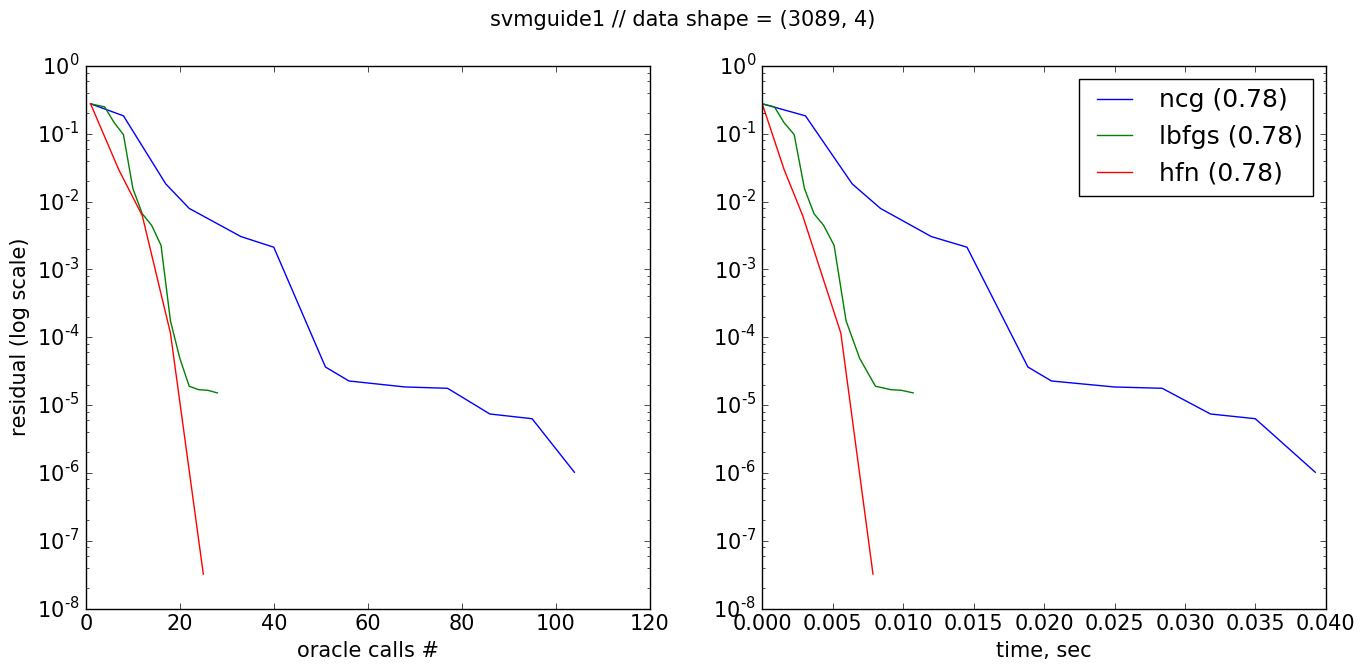 svmguide1 // data shape = (3089, 4)
residual (log scale)
10^0
10^-1
10^-2
10^-3
10^-4
10^-5
10^-6
10^-7
10^-8
0 20 40 60 80 100 120
oracle calls #
10^0
10^-1
10^-2
10^-3
10^-4
10^-5
10^-6
10^-7
10^-8
ncg (0.78)
lbfgs (0.78)
hfn (0.78)
0.000 0.005 0.010 0.015 0.020 0.025 0.030 0.035 0.040
time, sec